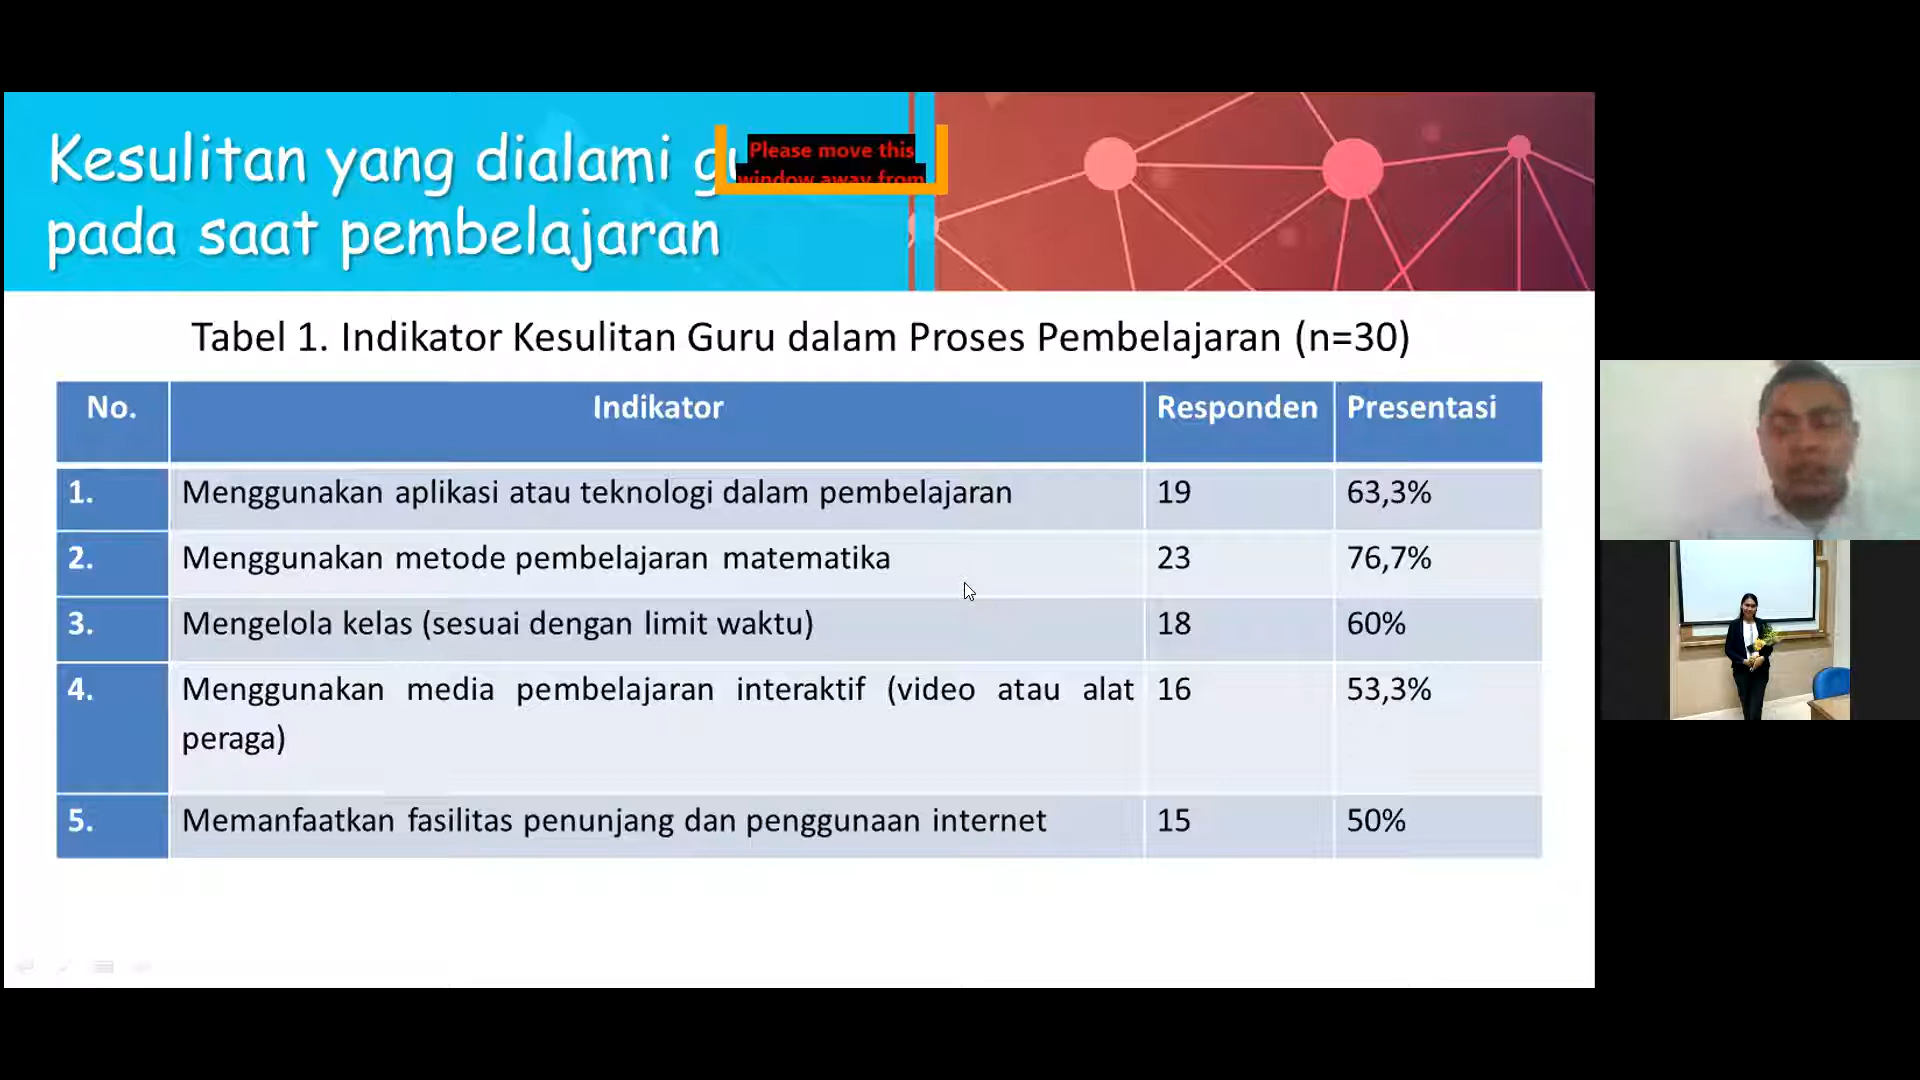 Kesulitan yang dialami
pada saat pembelajaran
Please move this
window away from
Tabel 1. Indikator Kesulitan Guru dalam Proses Pembelajaran (n=30)
No. Indikator Responden Presentasi
1. Menggunakan aplikasi atau teknologi dalam pembelajaran 19 63,3%
2. Menggunakan metode pembelajaran matematika 23 76,7%
3. Mengelola kelas (sesuai dengan limit waktu) 18 60%
4. Menggunakan media pembelajaran interaktif (video atau alat 16 53,3%
peraga)
5. Memanfaatkan fasilitas penunjang dan penggunaan internet 15 50%